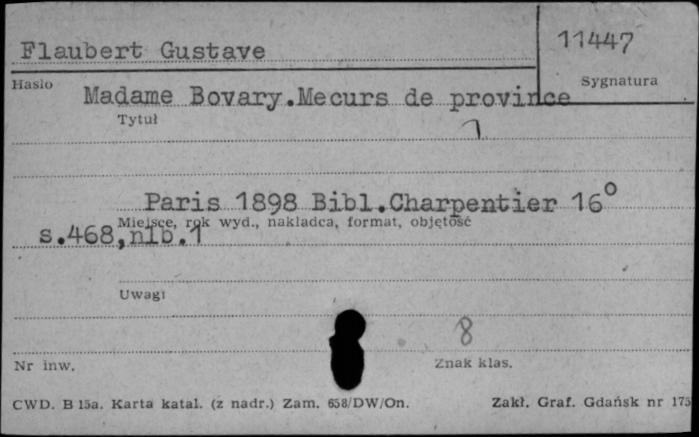 11447
Flaubert Gustave
Hasło
Sygnatura
Madame Bovary.Mecurs de province
Tytuł
Paris 1898 Bibl.Charpentier 16°
Miejsce, rok wyd., nakładca, format, objętość
s.468,nlb.1
Uwagi
8
Nr inw.
Znak klas.
CWD. B 15a. Karta katal. (z nadr.) Zam. 658/DW/On.
Zakł. Graf. Gdańsk nr 175